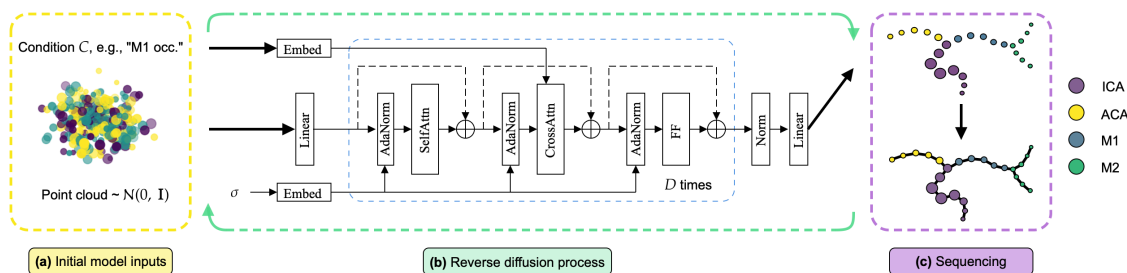 Condition C, e.g., "M1 occ."
Point cloud ~ N(0, I)
(a) Initial model inputs
Embed
Linear
AdaNorm
SelfAttn
AdaNorm
CrossAttn
AdaNorm
FF
Norm
Linear
D times
σ
Embed
(b) Reverse diffusion process
ICA
ACA
M1
M2
(c) Sequencing